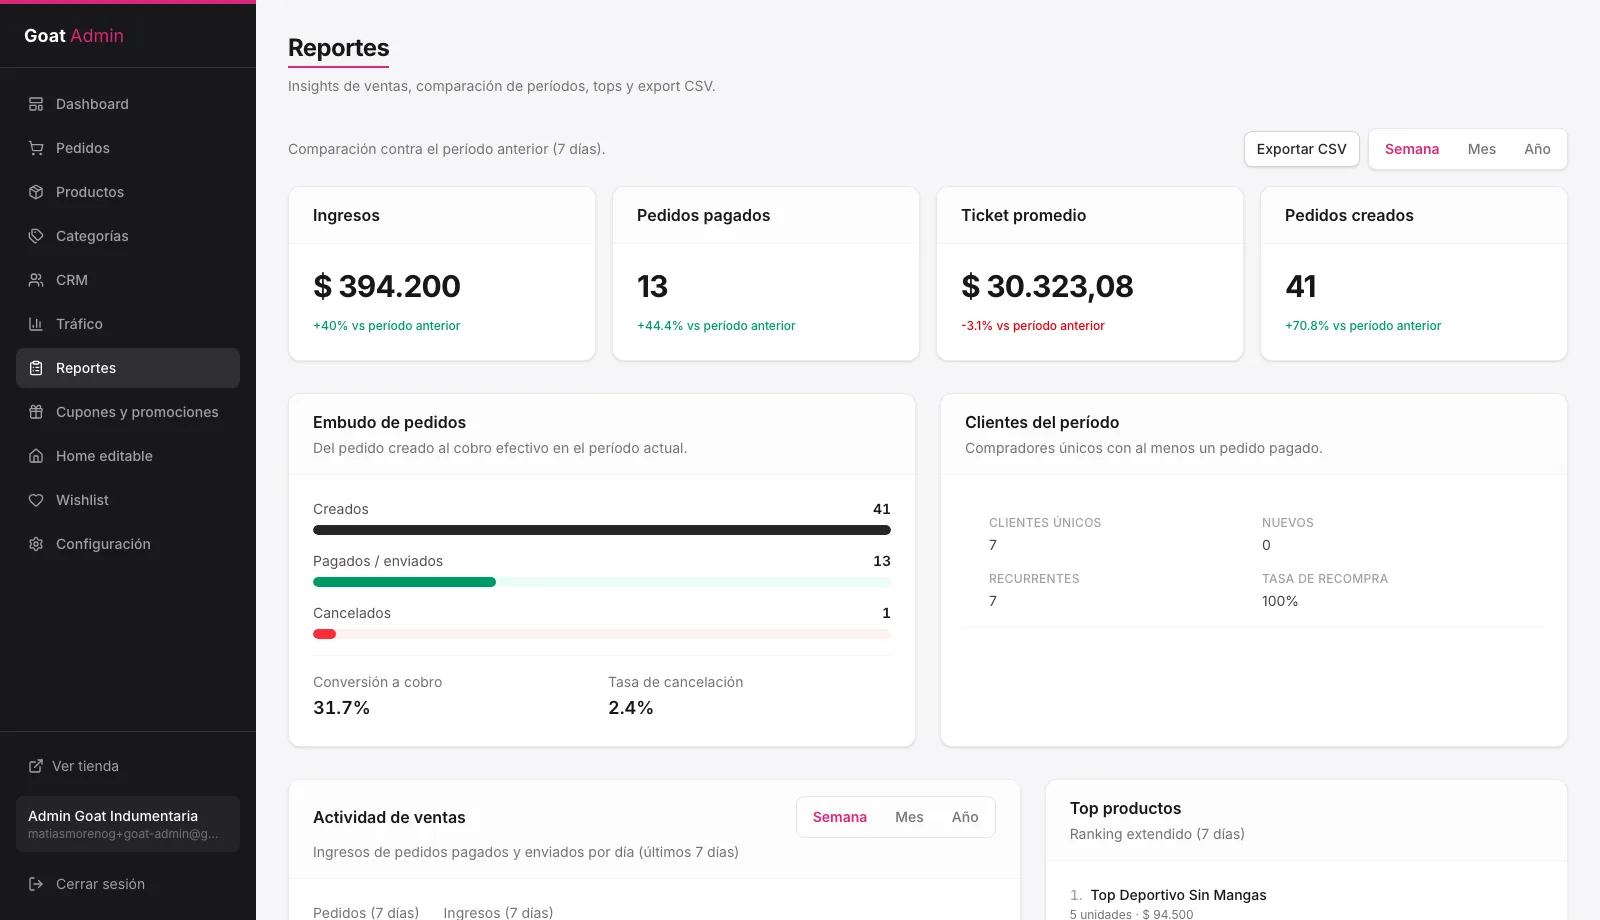 Goat Admin
Dashboard
Pedidos
Productos
Categorías
CRM
Tráfico
Reportes
Cupones y promociones
Home editable
Wishlist
Configuración
Ver tienda
Admin Goat Indumentaria
matiasmorenog+goat-admin@g...
Cerrar sesión
Reportes
Insights de ventas, comparación de períodos, tops y export CSV.
Comparación contra el período anterior (7 días).
Exportar CSV
Semana Mes Año
Ingresos
$ 394.200
+40% vs período anterior
Pedidos pagados
13
+44.4% vs período anterior
Ticket promedio
$ 30.323,08
-3.1% vs período anterior
Pedidos creados
41
+70.8% vs período anterior
Embudo de pedidos
Del pedido creado al cobro efectivo en el período actual.
Creados 41
Pagados / enviados 13
Cancelados 1
Conversión a cobro
31.7%
Tasa de cancelación
2.4%
Clientes del período
Compradores únicos con al menos un pedido pagado.
CLIENTES ÚNICOS
7
NUEVOS
0
RECURRENTES
7
TASA DE RECOMPRA
100%
Actividad de ventas
Semana Mes Año
Ingresos de pedidos pagados y enviados por día (últimos 7 días)
Pedidos (7 días) Ingresos (7 días)
Top productos
Ranking extendido (7 días)
1. Top Deportivo Sin Mangas
5 unidades · $ 94.500